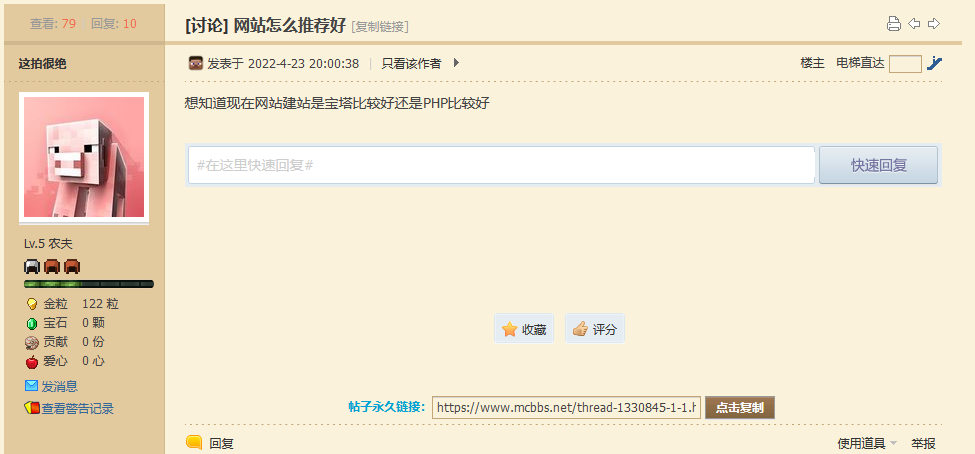 查看: 79 回复: 10
[讨论] 网站怎么推荐好 [复制链接]
这拍很绝
发表于 2022-4-23 20:00:38 | 只看该作者
楼主 电梯直达
想知道现在网站建站是宝塔比较好还是PHP比较好
#在这里快速回复#
快速回复
Lv.5 农夫
金粒 122 粒
宝石 0 颗
贡献 0 份
爱心 0 心
发消息
查看警告记录
收藏
评分
帖子永久链接:
https://www.mcbbs.net/thread-1330845-1-1.h
点击复制
回复
使用道具 举报